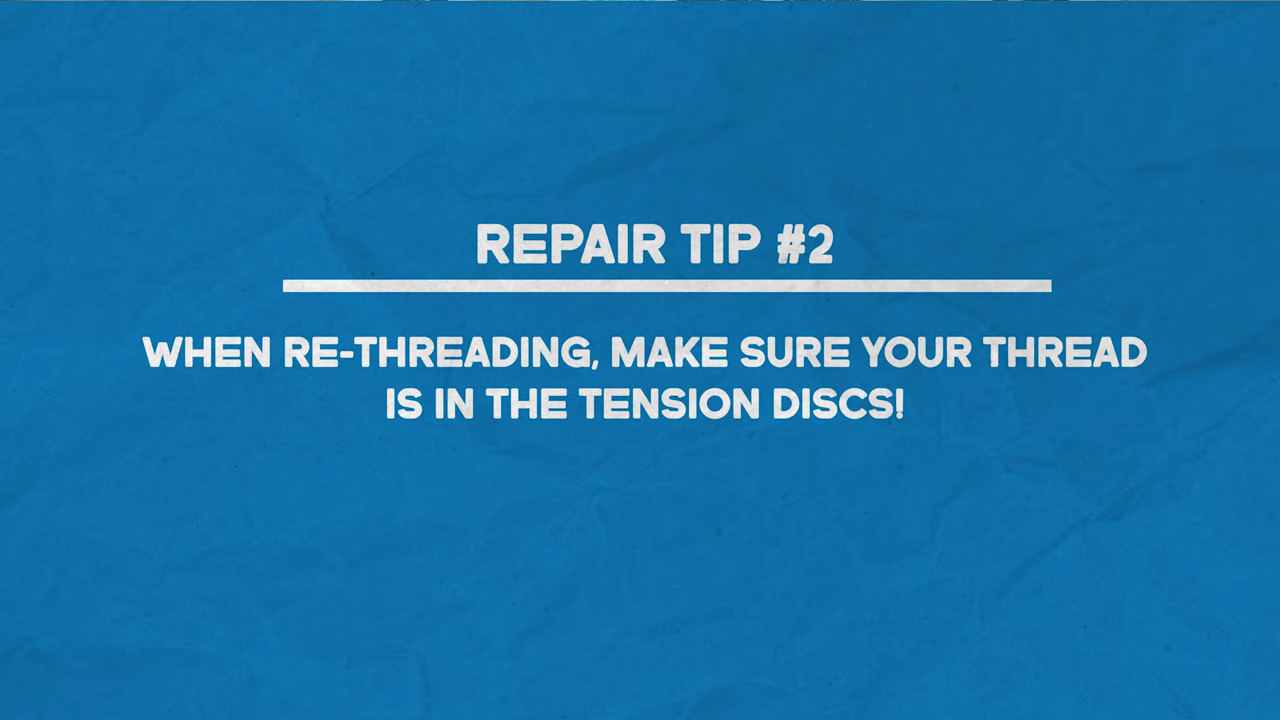 REPAIR TIP #2
WHEN RE-THREADING, MAKE SURE YOUR THREAD
IS IN THE TENSION DISCS!